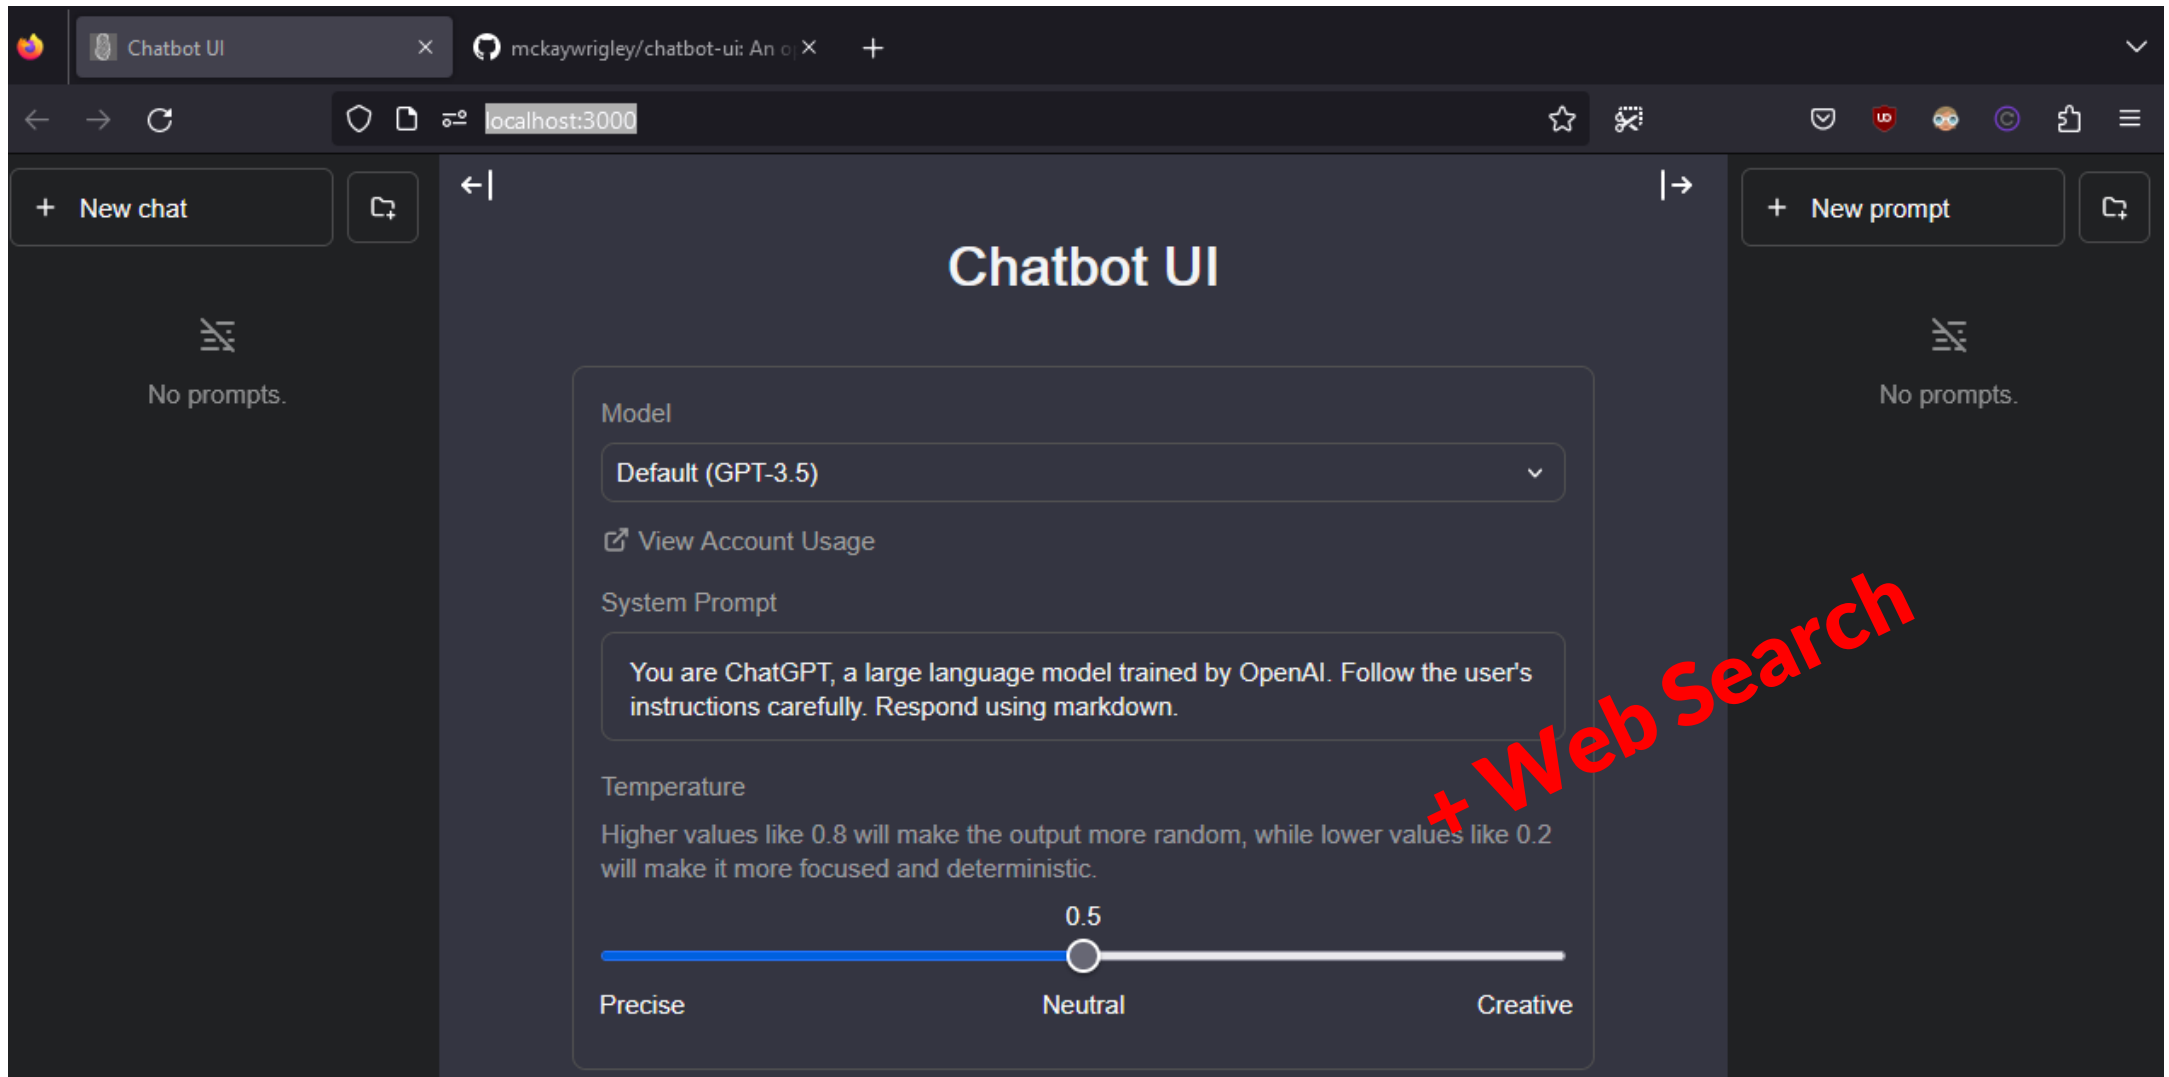 Chatbot UI
mckaywrigley/chatbot-ui: An o
localhost:3000
New chat
New prompt
Chatbot UI
No prompts.
No prompts.
Model
Default (GPT-3.5)
View Account Usage
System Prompt
You are ChatGPT, a large language model trained by OpenAI. Follow the user's
instructions carefully. Respond using markdown.
+ Web Search
Temperature
Higher values like 0.8 will make the output more random, while lower values like 0.2
will make it more focused and deterministic.
0.5
Precise
Neutral
Creative